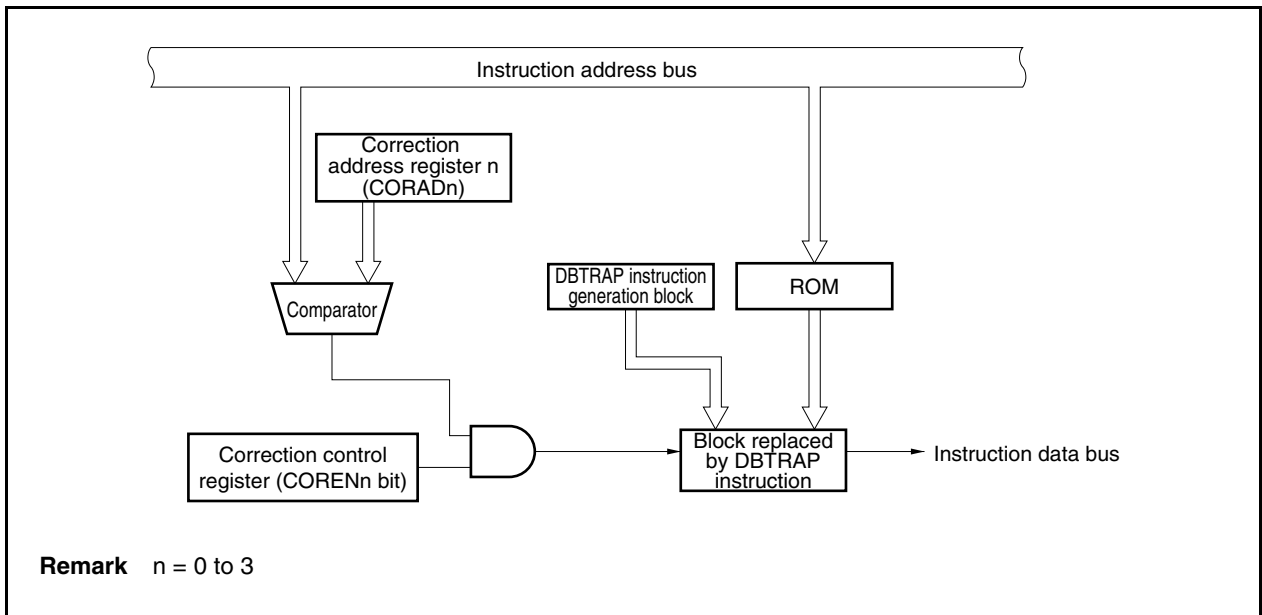 Instruction address bus
Correction
address register n
(CORADn)
DBTRAP instruction
generation block
ROM
Comparator
Correction control
register (CORENn bit)
Block replaced
by DBTRAP
instruction
Instruction data bus
Remark n = 0 to 3